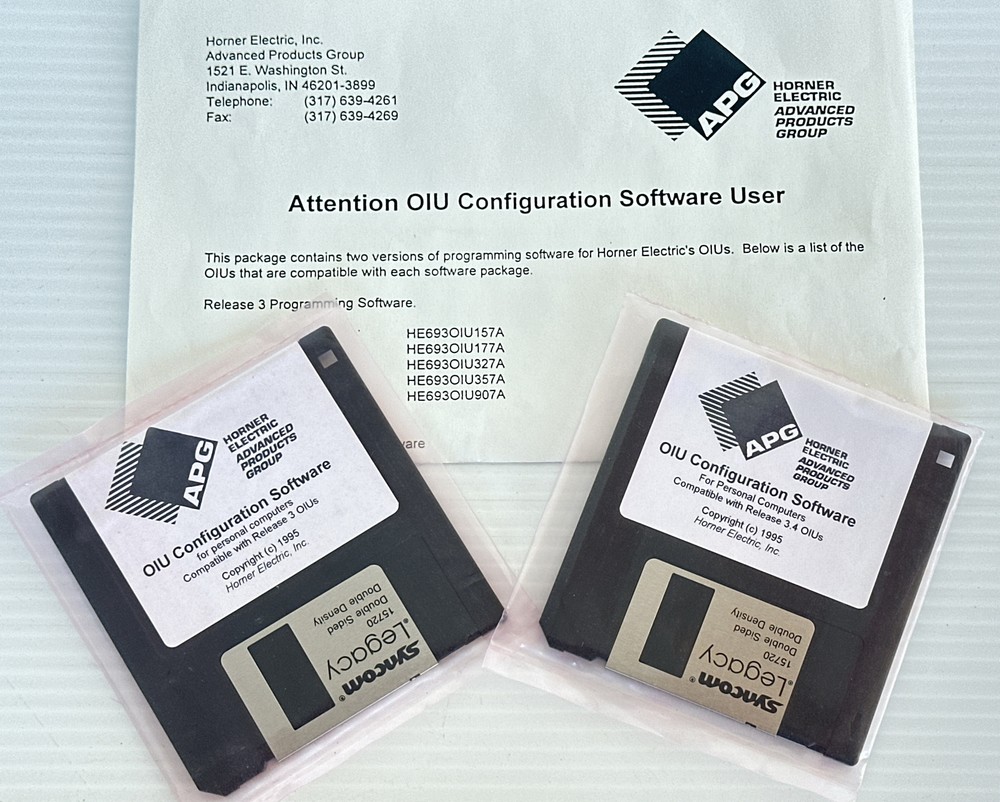 Horner Electric, Inc.
Advanced Products Group
1521 E. Washington St.
Indianapolis, IN 46201-3899
Telephone: (317) 639-4261
Fax: (317) 639-4269
APG
HORNER
ELECTRIC
ADVANCED
PRODUCTS
GROUP
Attention OIU Configuration Software User
This package contains two versions of programming software for Horner Electric's OIUs. Below is a list of the
OIUs that are compatible with each software package.
Release 3 Programming Software.
HE693OIU157A
HE693OIU177A
HE693OIU327A
HE693OIU357A
HE693OIU907A
APG
HORNER
ELECTRIC
ADVANCED
PRODUCTS
GROUP
OIU Configuration Software
for personal computers
Compatible with Release 3 OIUs
Copyright (c) 1995
Horner Electric, Inc.
Syncom®
Legacy®
15720
Double Sided
Double Density
APG
HORNER
ELECTRIC
ADVANCED
PRODUCTS
GROUP
OIU Configuration Software
For Personal Computers
Compatible with Release 3.4 OIUs
Copyright (c) 1995
Horner Electric, Inc.
Syncom®
Legacy®
15720
Double Sided
Double Density